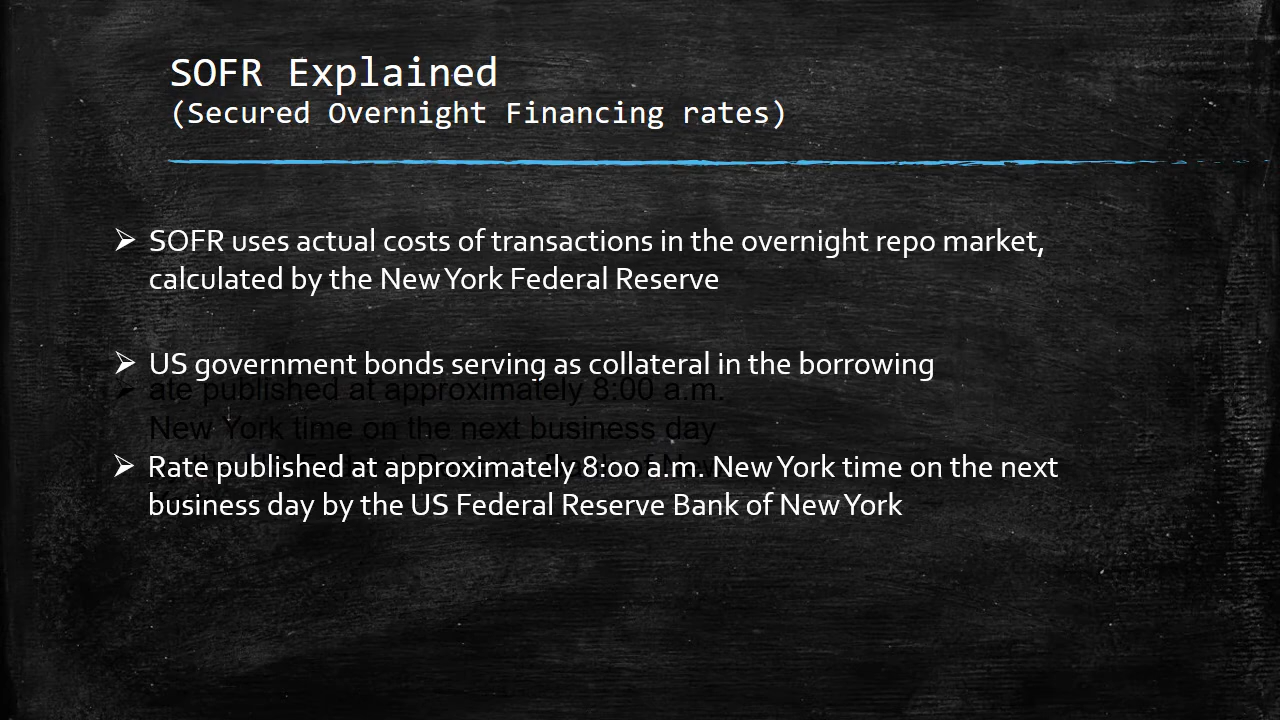 SOFR Explained
(Secured Overnight Financing rates)
➢ SOFR uses actual costs of transactions in the overnight repo market,
calculated by the New York Federal Reserve
➢ US government bonds serving as collateral in the borrowing
➢ ate published at approximately 8:00 a.m.
New York time on the next business day
➢ Rate published at approximately 8:00 a.m. New York time on the next
business day by the US Federal Reserve Bank of New York